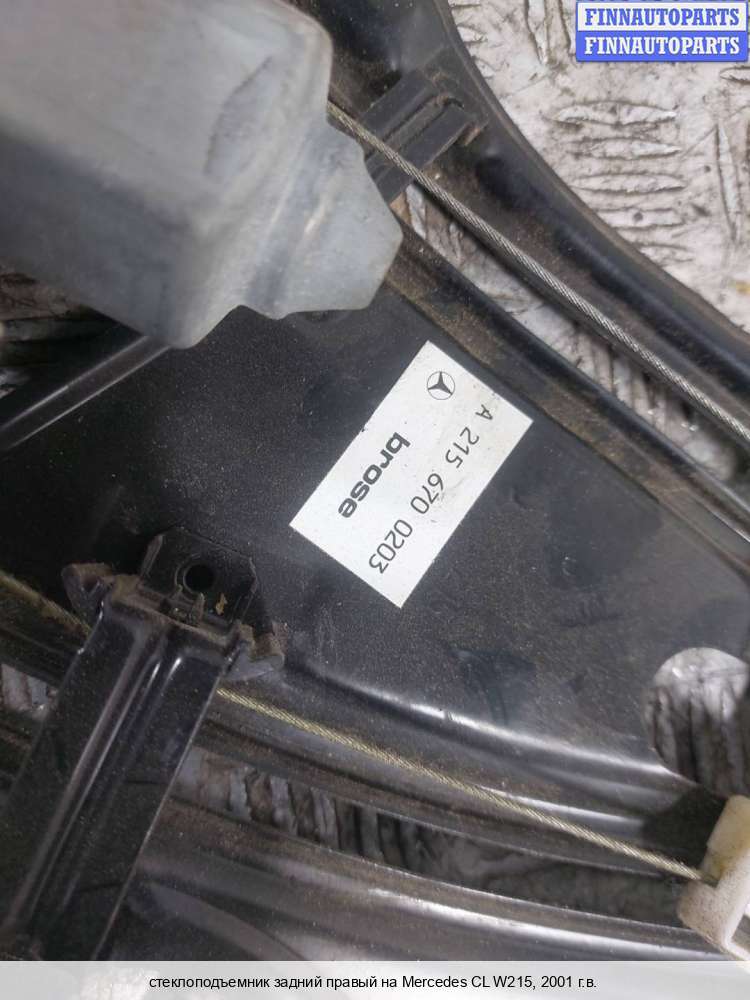 FINNAUTOPARTS
FINNAUTOPARTS
A 215 670 0203
brose
стеклоподъемник задний правый на Mercedes CL W215, 2001 г.в.